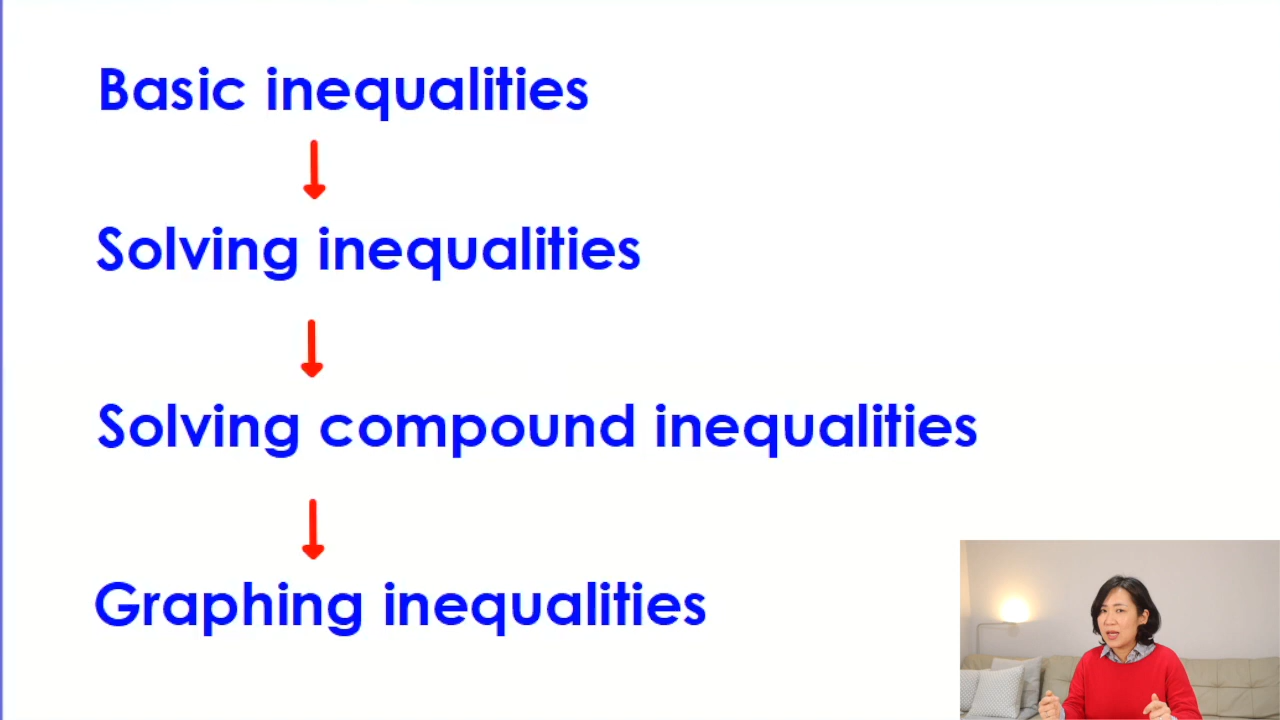 Basic inequalities
Solving inequalities
Solving compound inequalities
Graphing inequalities